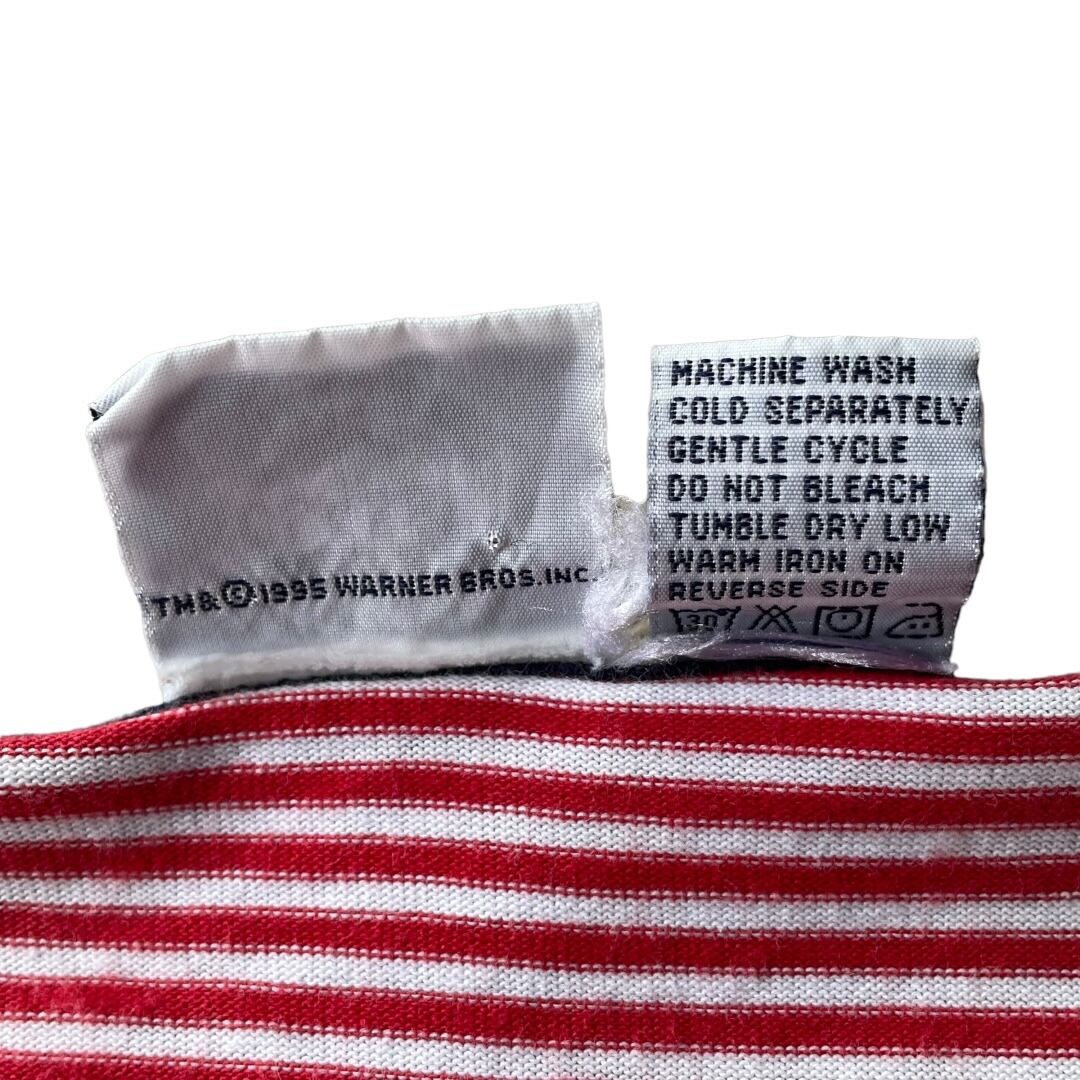 TM & © 1995 WARNER BROS. INC.
MACHINE WASH
COLD SEPARATELY
GENTLE CYCLE
DO NOT BLEACH
TUMBLE DRY LOW
WARM IRON ON
REVERSE SIDE
30